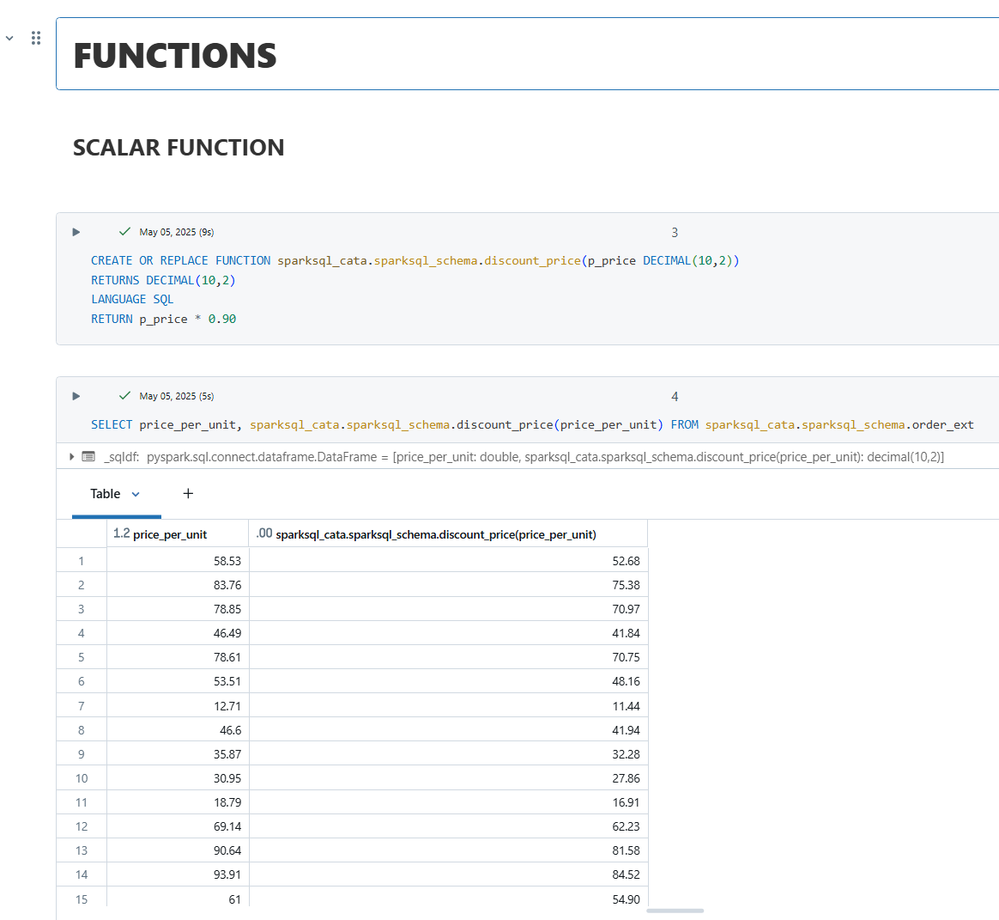 FUNCTIONS
SCALAR FUNCTION
May 05, 2025 (9s)
3
CREATE OR REPLACE FUNCTION sparksql_cata.sparksql_schema.discount_price(p_price DECIMAL(10,2))
RETURNS DECIMAL(10,2)
LANGUAGE SQL
RETURN p_price * 0.90
May 05, 2025 (5s)
4
SELECT price_per_unit, sparksql_cata.sparksql_schema.discount_price(price_per_unit) FROM sparksql_cata.sparksql_schema.order_ext
_sqldf: pyspark.sql.connect.dataframe.DataFrame = [price_per_unit: double, sparksql_cata.sparksql_schema.discount_price(price_per_unit): decimal(10,2)]
Table +
1.2 price_per_unit .00 sparksql_cata.sparksql_schema.discount_price(price_per_unit)
1 58.53 52.68
2 83.76 75.38
3 78.85 70.97
4 46.49 41.84
5 78.61 70.75
6 53.51 48.16
7 12.71 11.44
8 46.6 41.94
9 35.87 32.28
10 30.95 27.86
11 18.79 16.91
12 69.14 62.23
13 90.64 81.58
14 93.91 84.52
15 61 54.90